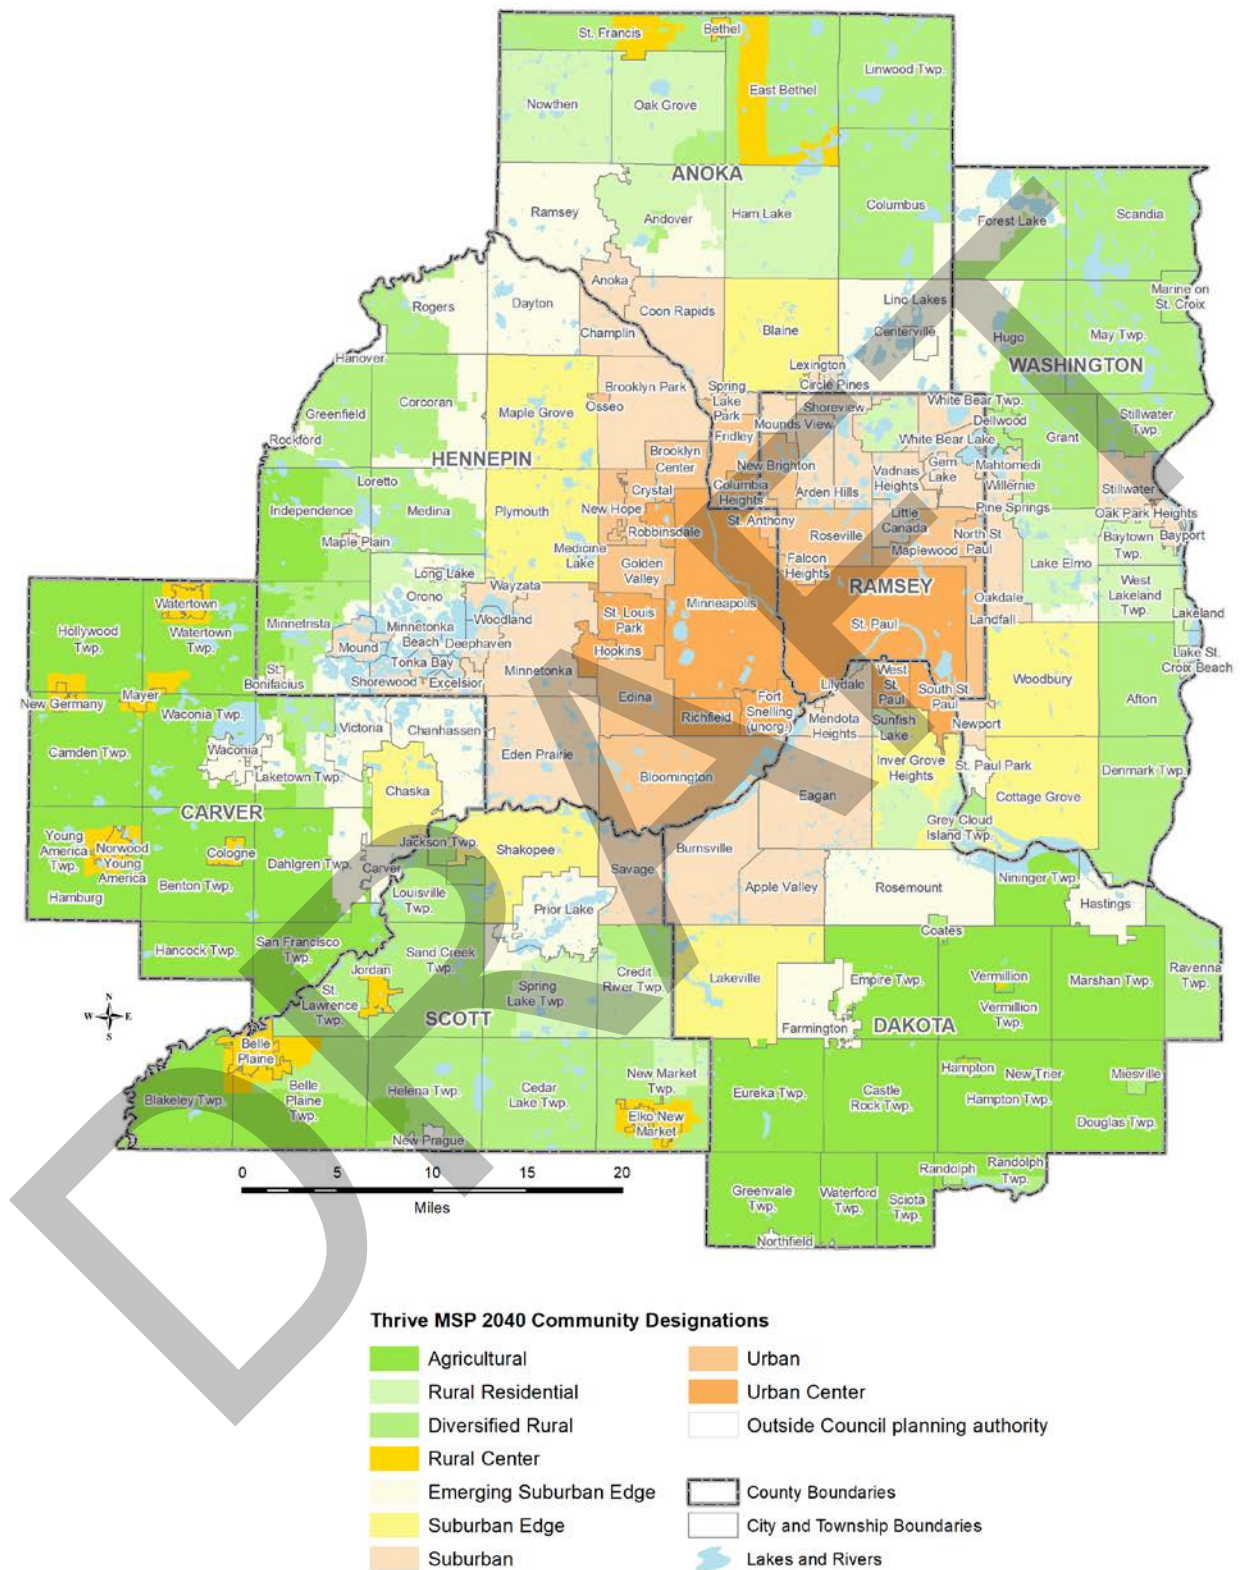 St. Francis
Bethel
Linwood Twp.
East Bethel
Nowthen
Oak Grove
ANOKA
Ramsey
Andover
Ham Lake
Columbus
Forest Lake
Scandia
Anoka
Rogers
Dayton
Coon Rapids
Lino Lakes
Marine on
St. Croix
Champlin
Blaine
Centerville
Hugo
May Twp.
Hanover
Lexington
WASHINGTON
Circle Pines
Brooklyn Park
Spring
Lake
Park
White Bear Twp.
Corcoran
Osseo
Shoreview
Greenfield
Maple Grove
Mounds View
Dellwood
Stillwater
Twp.
Rockford
Fridley
White Bear Lake
Grant
HENNEPIN
Brooklyn
Center
New Brighton
Vadnais
Heights
Gem
Lake
Mahtomedi
Loretto
Crystal
Columbia
Heights
Arden Hills
Willernie
Stillwater
Independence
Medina
Plymouth
New Hope
St. Anthony
Little
Canada
Pine Springs
Oak Park Heights
Robbinsdale
Roseville
North St.
Paul
Baytown
Twp.
Bayport
Maple Plain
Medicine
Lake
Maplewood
Falcon
Heights
Lake Elmo
Long Lake
Golden
Valley
RAMSEY
West
Lakeland
Twp.
Watertown
Orono
Wayzata
Minneapolis
Oakdale
Lakeland
Hollywood
Twp.
Watertown
Twp.
Minnetrista
Minnetonka
Beach
Woodland
St. Louis
Park
St. Paul
Landfall
Deephaven
Mound
Hopkins
Lake St.
Croix Beach
Tonka Bay
Minnetonka
St.
Bonifacius
Shorewood
Excelsior
Lilydale
West
St.
Paul
South St.
Paul
Woodbury
New Germany
Mayer
Edina
Fort
Snelling
(unorg.)
Afton
Waconia Twp.
Richfield
Mendota
Heights
Sunfish
Lake
Newport
Victoria
Chanhassen
Camden Twp.
Waconia
Eden Prairie
Inver Grove
Heights
St. Paul Park
Laketown Twp.
Bloomington
Denmark Twp.
Chaska
Eagan
Cottage Grove
CARVER
Grey Cloud
Island Twp.
Young
America
Twp.
Norwood
Young
America
Cologne
Jackson Twp.
Shakopee
Burnsville
Dahlgren Twp.
Carver
Savage
Benton Twp.
Louisville
Twp.
Apple Valley
Rosemount
Nininger Twp.
Hamburg
Prior Lake
Hastings
Coates
Hancock Twp.
San Francisco
Twp.
Sand Creek
Twp.
Jordan
Credit
River Twp.
Lakeville
Empire Twp.
Vermillion
Marshan Twp.
Ravenna
Twp.
St.
Lawrence
Twp.
Spring
Lake Twp.
Vermillion
Twp.
SCOTT
Farmington
DAKOTA
Belle
Plaine
New Market
Twp.
Hampton
New Trier
Miesville
Blakeley Twp.
Belle
Plaine
Twp.
Helena Twp.
Cedar
Lake Twp.
Eureka Twp.
Castle
Rock Twp.
Hampton Twp.
Elko New
Market
Douglas Twp.
New Prague
Randolph
Randolph
Twp.
Greenvale
Twp.
Waterford
Twp.
Sciota
Twp.
Northfield
N
W E
S
0 5 10 15 20
Miles
DRAFT
Thrive MSP 2040 Community Designations
Agricultural
Rural Residential
Diversified Rural
Rural Center
Emerging Suburban Edge
Suburban Edge
Suburban
Urban
Urban Center
Outside Council planning authority
County Boundaries
City and Township Boundaries
Lakes and Rivers